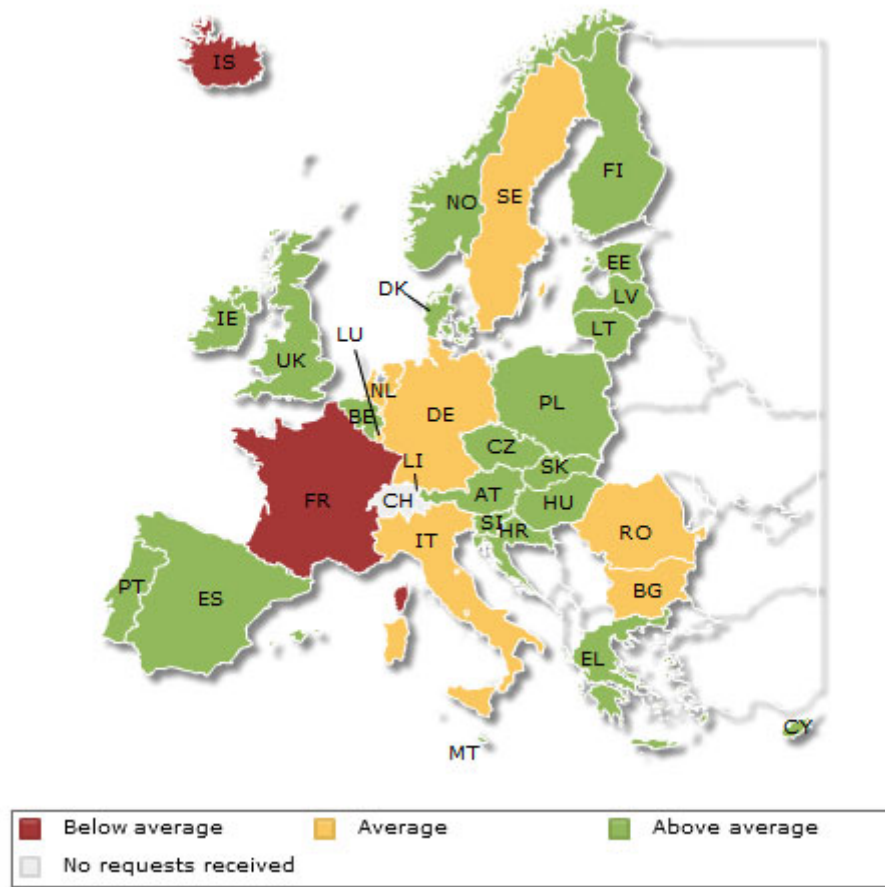 IS
FI
NO
SE
EE
DK
LV
IE
LT
LU
UK
NL
BE
DE
PL
CZ
LI
SK
AT
CH
FR
HU
SI
HR
IT
RO
PT
BG
ES
EL
CY
MT
Below average
Average
Above average
No requests received